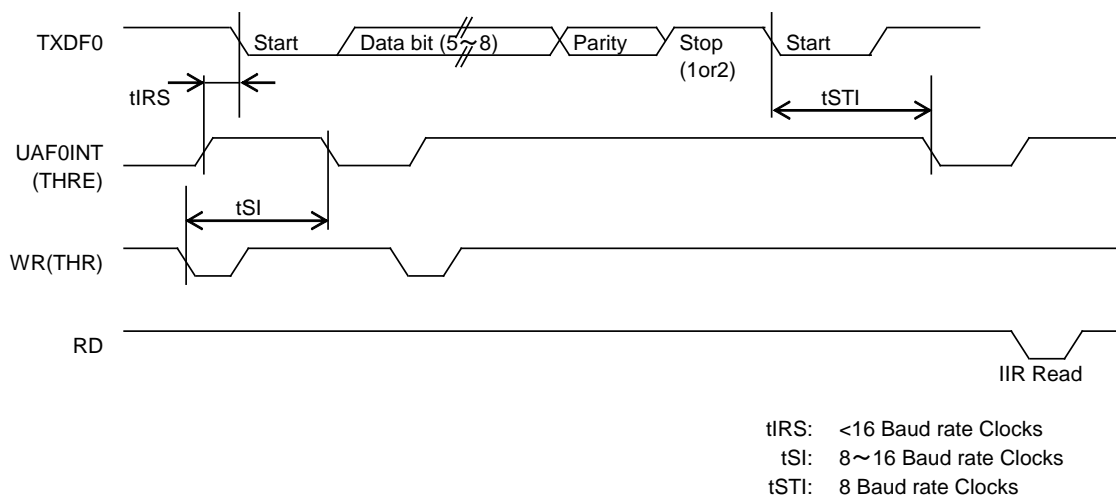 TXDF0
Start
Data bit (5～8)
Parity
Stop
(1or2)
Start
tIRS
tSTI
UAF0INT
(THRE)
tSI
WR(THR)
RD
IIR Read
tIRS: <16 Baud rate Clocks
tSI: 8～16 Baud rate Clocks
tSTI: 8 Baud rate Clocks